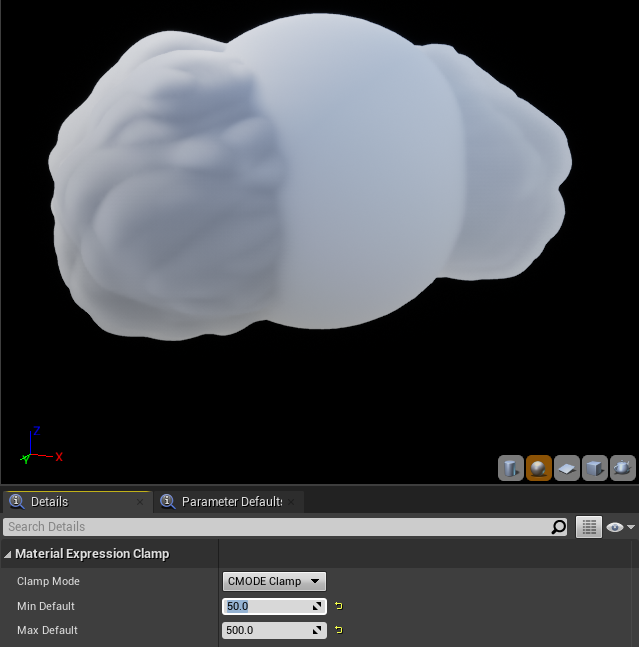 Z
X
Y
Details
Parameter Defaults
Search Details
Material Expression Clamp
Clamp Mode CMODE Clamp
Min Default 50.0
Max Default 500.0